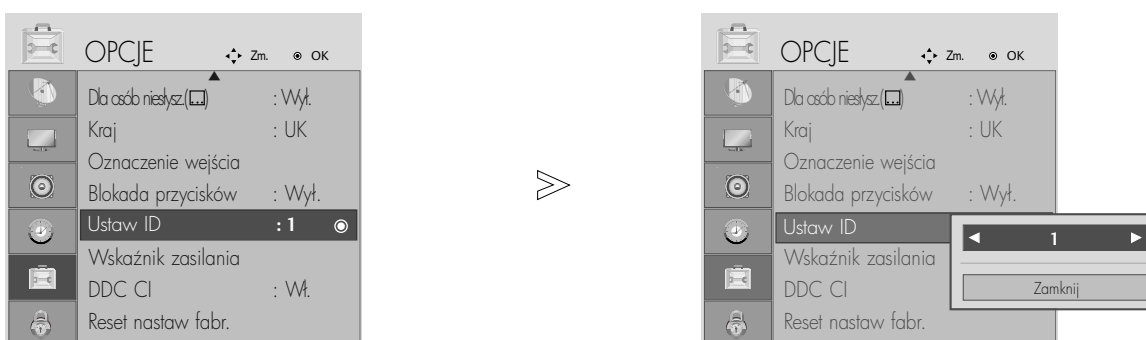 OPCJE Zm. OK
Dla osób niesłysz.(...) : Wył.
Kraj : UK
Oznaczenie wejścia
Blokada przycisków : Wył.
Ustaw ID : 1
Wskaźnik zasilania
DDC CI : Wł.
Reset nastaw fabr.
OPCJE Zm. OK
Dla osób niesłysz.(...) : Wył.
Kraj : UK
Oznaczenie wejścia
Blokada przycisków : Wył.
Ustaw ID
1
Wskaźnik zasilania
DDC CI
Zamknij
Reset nastaw fabr.